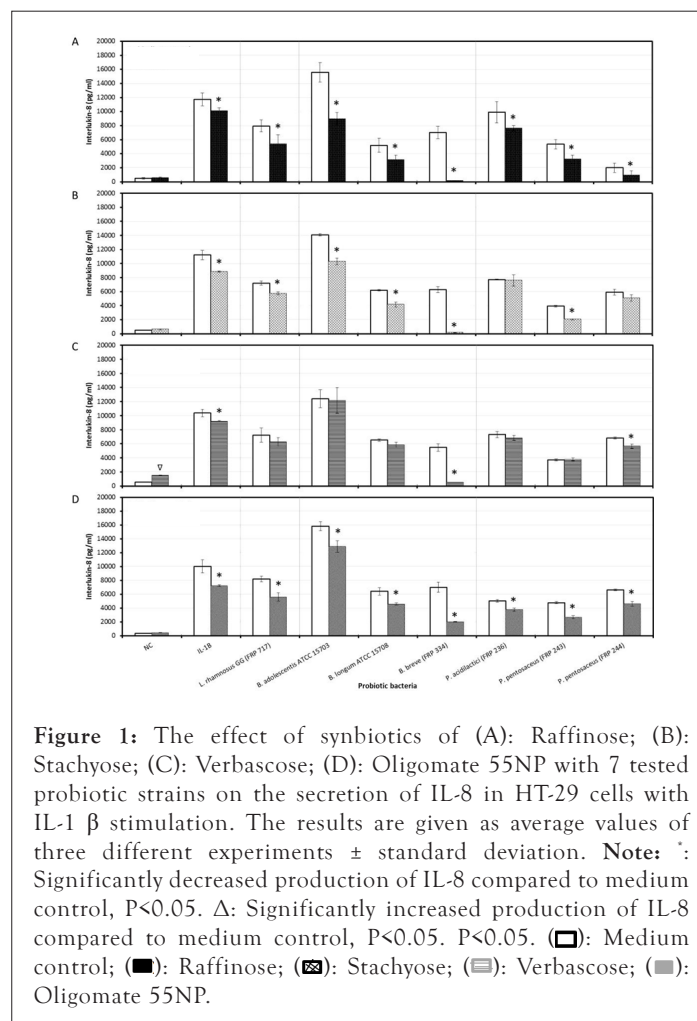 A
Interlukin-8 (pg/ml)
20000
18000
16000
14000
12000
10000
8000
6000
4000
2000
0
*
*
*
*
*
*
*
*
B
Interlukin-8 (pg/ml)
20000
18000
16000
14000
12000
10000
8000
6000
4000
2000
0
*
*
*
*
*
*
C
Interlukin-8 (pg/ml)
20000
18000
16000
14000
12000
10000
8000
6000
4000
2000
0
∇
*
*
*
D
Interlukin-8 (pg/ml)
20000
18000
16000
14000
12000
10000
8000
6000
4000
2000
0
*
*
*
*
*
*
*
*
NC
IL-1B
L. rhamnosus GG (FRP 717)
B. adolescentis ATCC 15703
B. longum ATCC 15708
B. breve (FRP 334)
P. acidilactici (FRP 236)
P. pentosaceus (FRP 243)
P. pentosaceus (FRP 244)
Probiotic bacteria
Figure 1: The effect of synbiotics of (A): Raffinose; (B):
Stachyose; (C): Verbascose; (D): Oligomate 55NP with 7 tested
probiotic strains on the secretion of IL-8 in HT-29 cells with
IL-1 β stimulation. The results are given as average values of
three different experiments ± standard deviation. Note: *:
Significantly decreased production of IL-8 compared to medium
control, P<0.05. Δ: Significantly increased production of IL-8
compared to medium control, P<0.05. P<0.05. (□): Medium
control; (■): Raffinose; (▩): Stachyose; (▤): Verbascose; (■):
Oligomate 55NP.